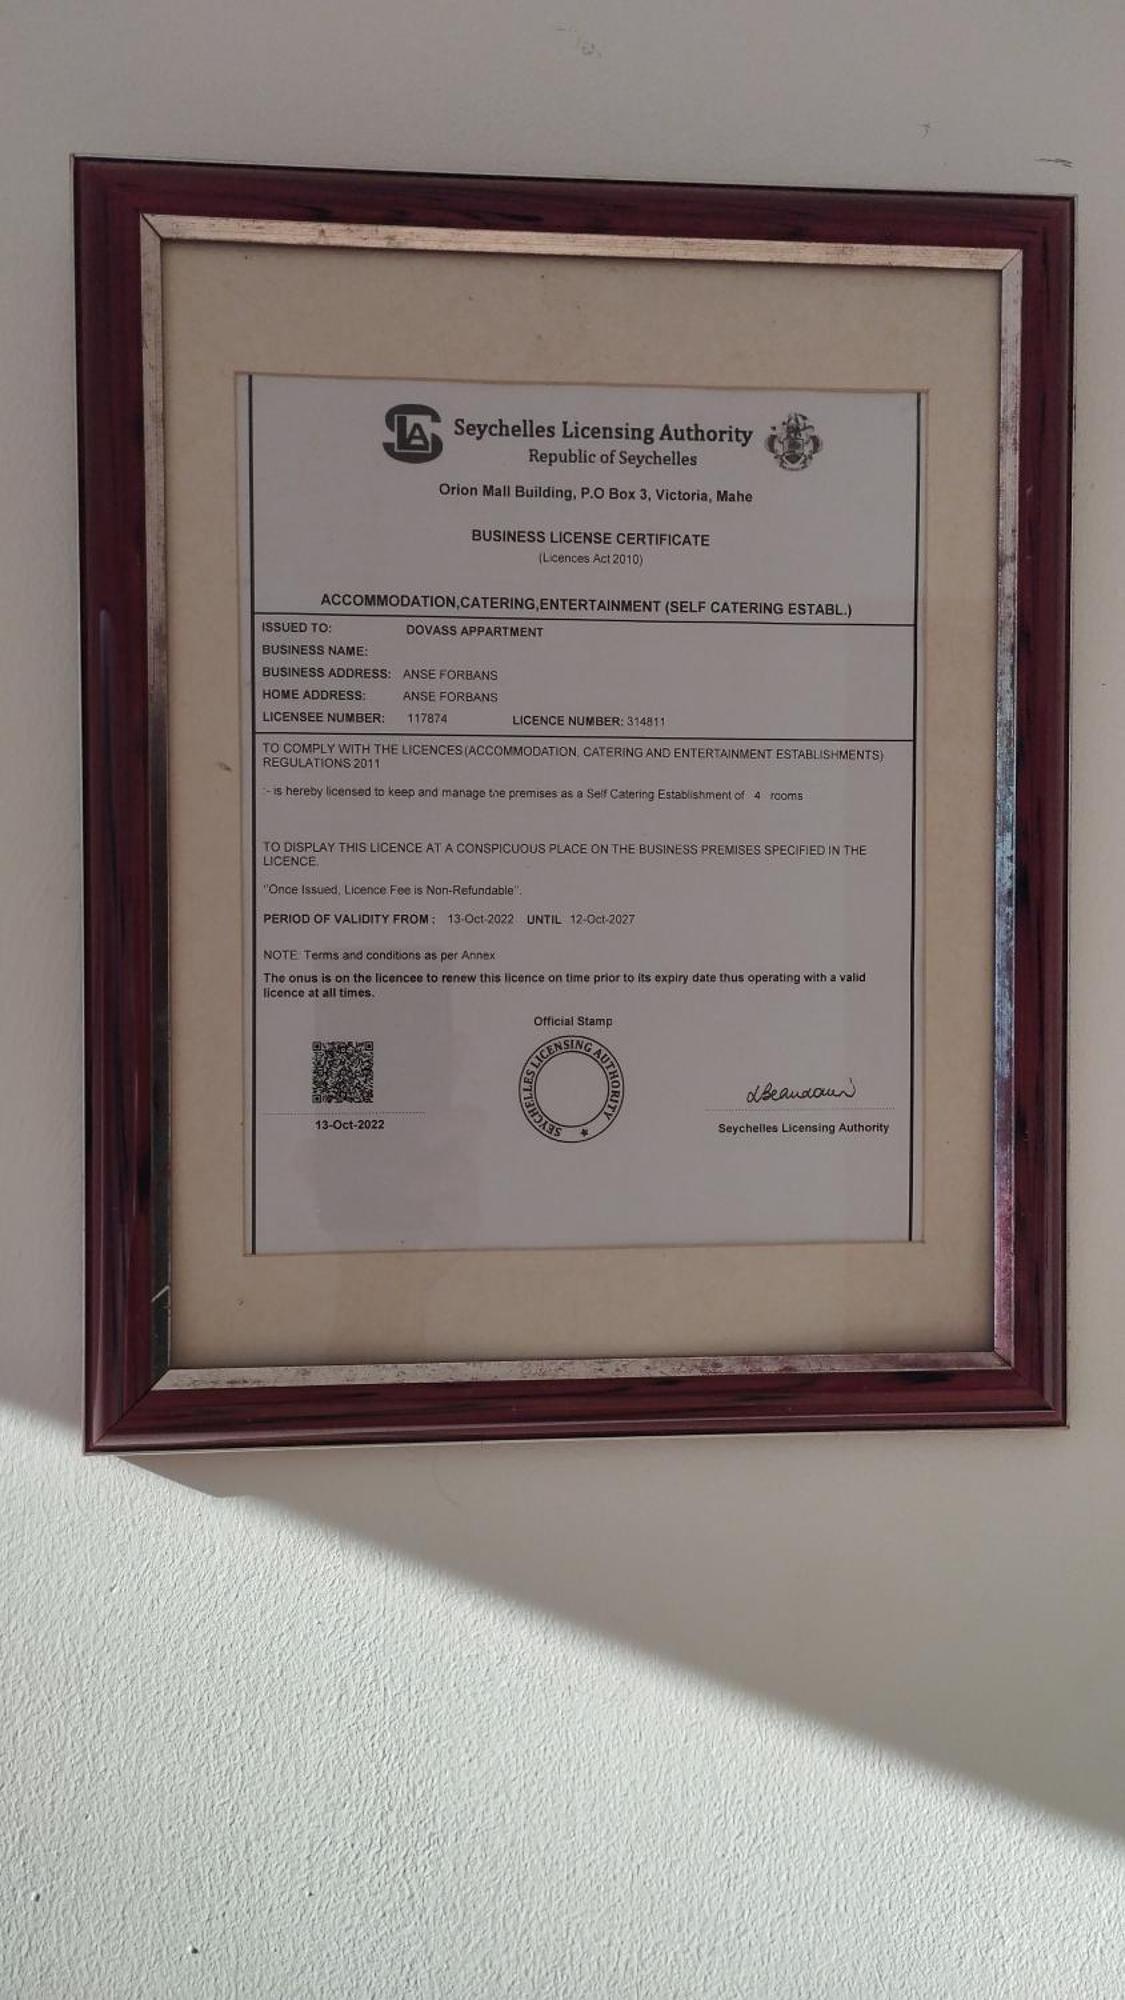 SLA
Seychelles Licensing Authority
Republic of Seychelles
Orion Mall Building, P.O Box 3, Victoria, Mahe
BUSINESS LICENSE CERTIFICATE
(Licences Act 2010)
ACCOMMODATION,CATERING,ENTERTAINMENT (SELF CATERING ESTABL.)
ISSUED TO: DOVASS APPARTMENT
BUSINESS NAME:
BUSINESS ADDRESS: ANSE FORBANS
HOME ADDRESS: ANSE FORBANS
LICENSEE NUMBER: 117874 LICENCE NUMBER: 314811
TO COMPLY WITH THE LICENCES(ACCOMMODATION, CATERING AND ENTERTAINMENT ESTABLISHMENTS)
REGULATIONS 2011
:- is hereby licensed to keep and manage the premises as a Self Catering Establishment of 4 rooms
TO DISPLAY THIS LICENCE AT A CONSPICUOUS PLACE ON THE BUSINESS PREMISES SPECIFIED IN THE
LICENCE.
"Once Issued, Licence Fee is Non-Refundable".
PERIOD OF VALIDITY FROM : 13-Oct-2022 UNTIL 12-Oct-2027
NOTE: Terms and conditions as per Annex
The onus is on the licencee to renew this licence on time prior to its expiry date thus operating with a valid
licence at all times.
Official Stamp
SEYCHELLES LICENSING AUTHORITY
13-Oct-2022
Seychelles Licensing Authority